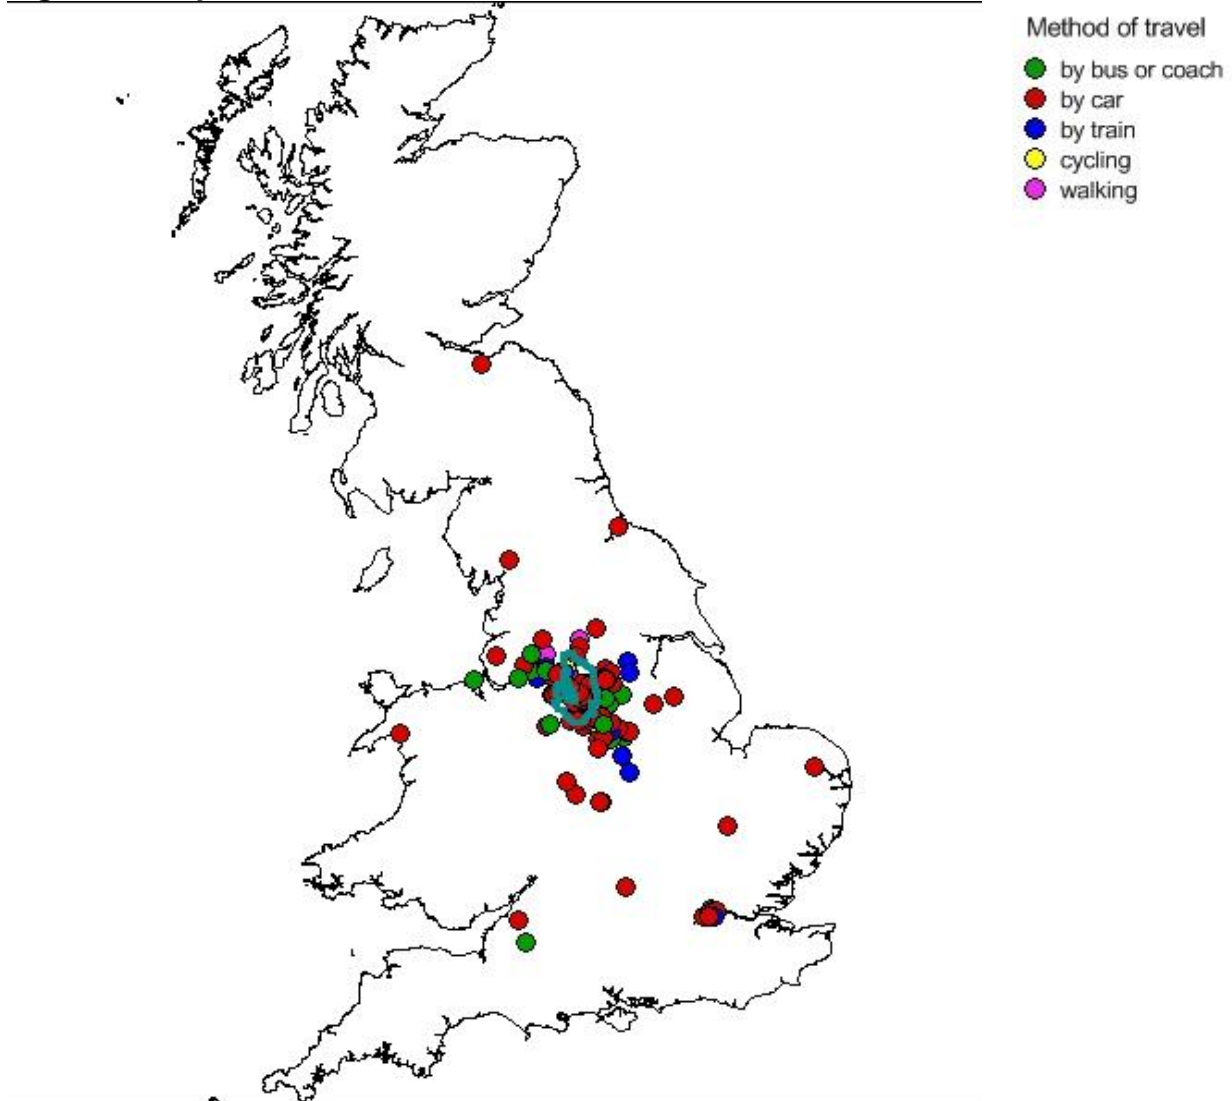 Method of travel
by bus or coach
by car
by train
cycling
walking